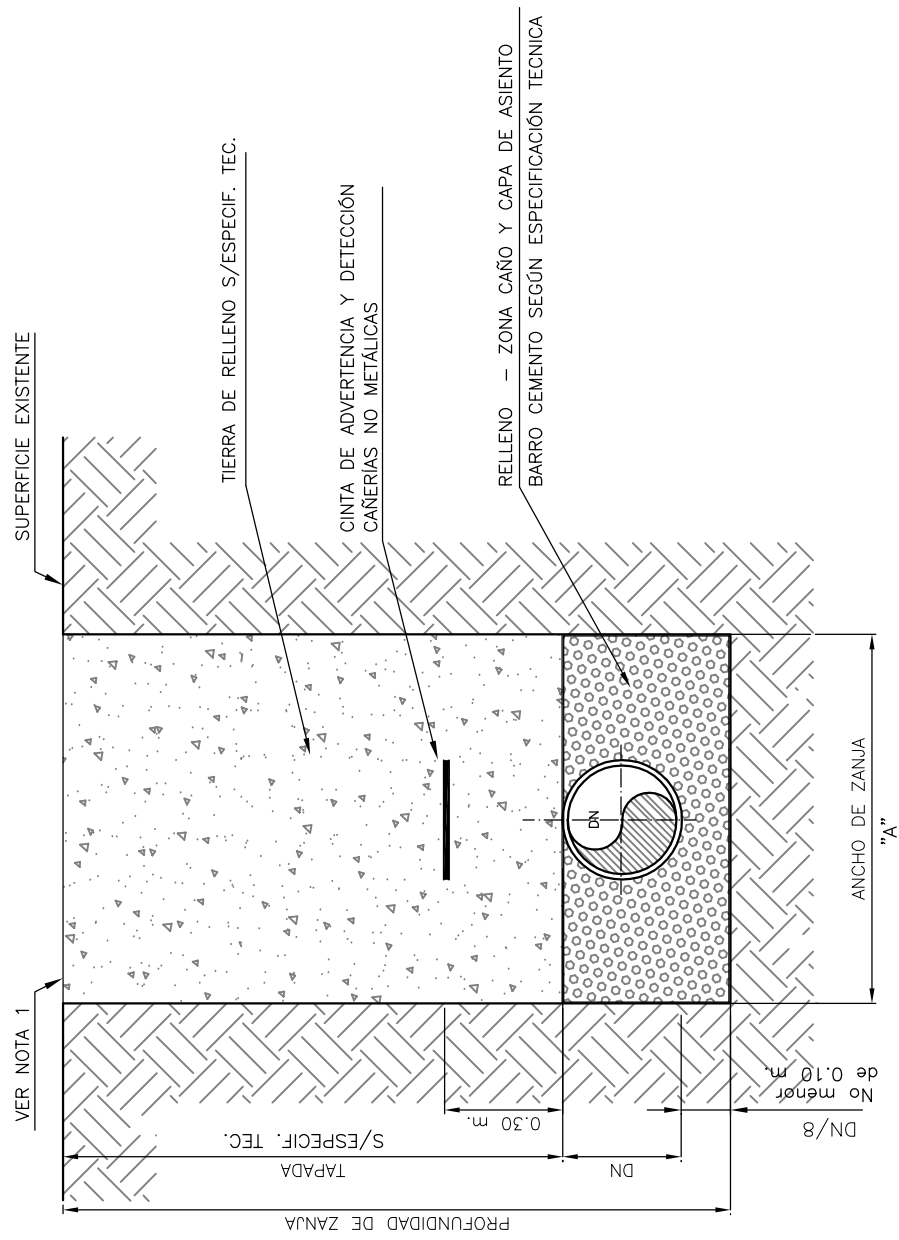 SUPERFICIE EXISTENTE
VER NOTA 1
TIERRA DE RELLENO S/ESPECIF. TEC.
CINTA DE ADVERTENCIA Y DETECCIÓN
CAÑERÍAS NO METÁLICAS
RELLENO - ZONA CAÑO Y CAPA DE ASIENTO
BARRO CEMENTO SEGÚN ESPECIFICACIÓN TECNICA
DN
ANCHO DE ZANJA
"A"
PROFUNDIDAD DE ZANJA
TAPADA
S/ESPECIF. TEC.
0.30 m.
DN
DN/8
No menor
de 0.10 m.